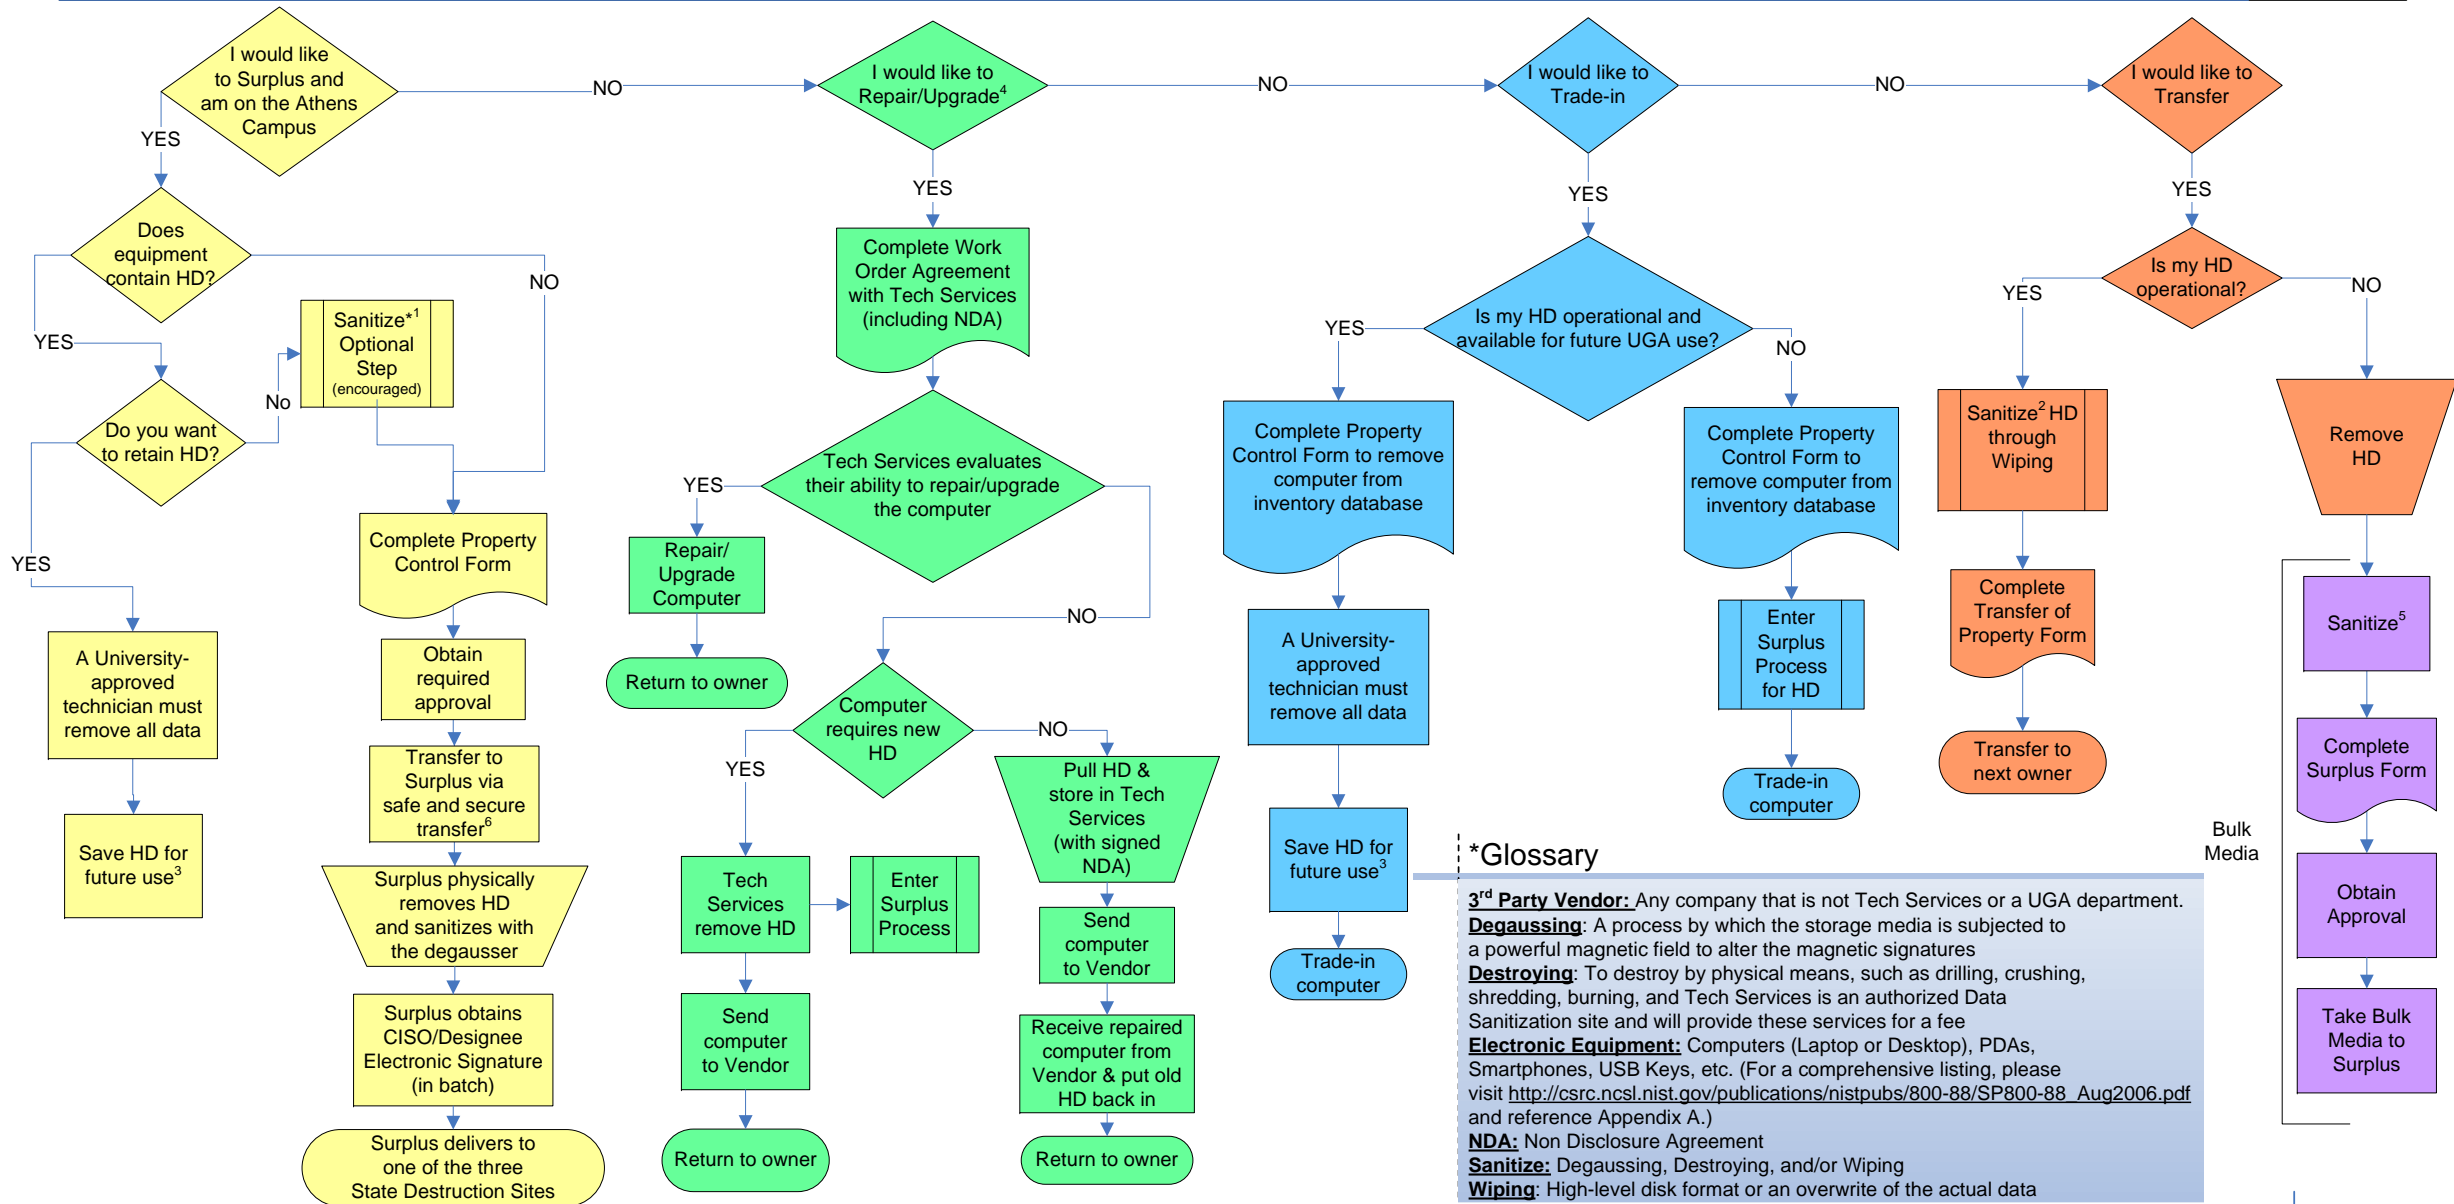 I would like
to Surplus and
am on the Athens
Campus
NO
I would like to
Repair/Upgrade4
NO
I would like to
Trade-in
NO
I would like to
Transfer
YES
Does
equipment
contain HD?
NO
YES
Do you want
to retain HD?
No
Sanitize*1
Optional
Step
(encouraged)
YES
A University-
approved
technician must
remove all data
Save HD for
future use3
Complete Property
Control Form
Obtain
required
approval
Transfer to
Surplus via
safe and secure
transfer6
Surplus physically
removes HD
and sanitizes with
the degausser
Surplus obtains
CISO/Designee
Electronic Signature
(in batch)
Surplus delivers to
one of the three
State Destruction Sites
YES
Complete Work
Order Agreement
with Tech Services
(including NDA)
Tech Services evaluates
their ability to repair/upgrade
the computer
YES
Repair/
Upgrade
Computer
Return to owner
NO
Computer
requires new
HD
YES
Tech
Services
remove HD
Enter
Surplus
Process
Send
computer
to Vendor
Return to owner
NO
Pull HD &
store in Tech
Services
(with signed
NDA)
Send
computer
to Vendor
Receive repaired
computer from
Vendor & put old
HD back in
Return to owner
YES
Is my HD operational and
available for future UGA use?
YES
Complete Property
Control Form to remove
computer from
inventory database
A University-
approved
technician must
remove all data
Save HD for
future use3
Trade-in
computer
NO
Complete Property
Control Form to
remove computer from
inventory database
Enter
Surplus
Process
for HD
Trade-in
computer
YES
Is my HD
operational?
YES
Sanitize2 HD
through
Wiping
Complete
Transfer of
Property Form
Transfer to
next owner
NO
Remove
HD
Bulk
Media
Sanitize5
Complete
Surplus Form
Obtain
Approval
Take Bulk
Media to
Surplus
*Glossary
3rd Party Vendor: Any company that is not Tech Services or a UGA department.
Degaussing: A process by which the storage media is subjected to
a powerful magnetic field to alter the magnetic signatures
Destroying: To destroy by physical means, such as drilling, crushing,
shredding, burning, and Tech Services is an authorized Data
Sanitization site and will provide these services for a fee
Electronic Equipment: Computers (Laptop or Desktop), PDAs,
Smartphones, USB Keys, etc. (For a comprehensive listing, please
visit http://csrc.ncsl.nist.gov/publications/nistpubs/800-88/SP800-88_Aug2006.pdf
and reference Appendix A.)
NDA: Non Disclosure Agreement
Sanitize: Degaussing, Destroying, and/or Wiping
Wiping: High-level disk format or an overwrite of the actual data